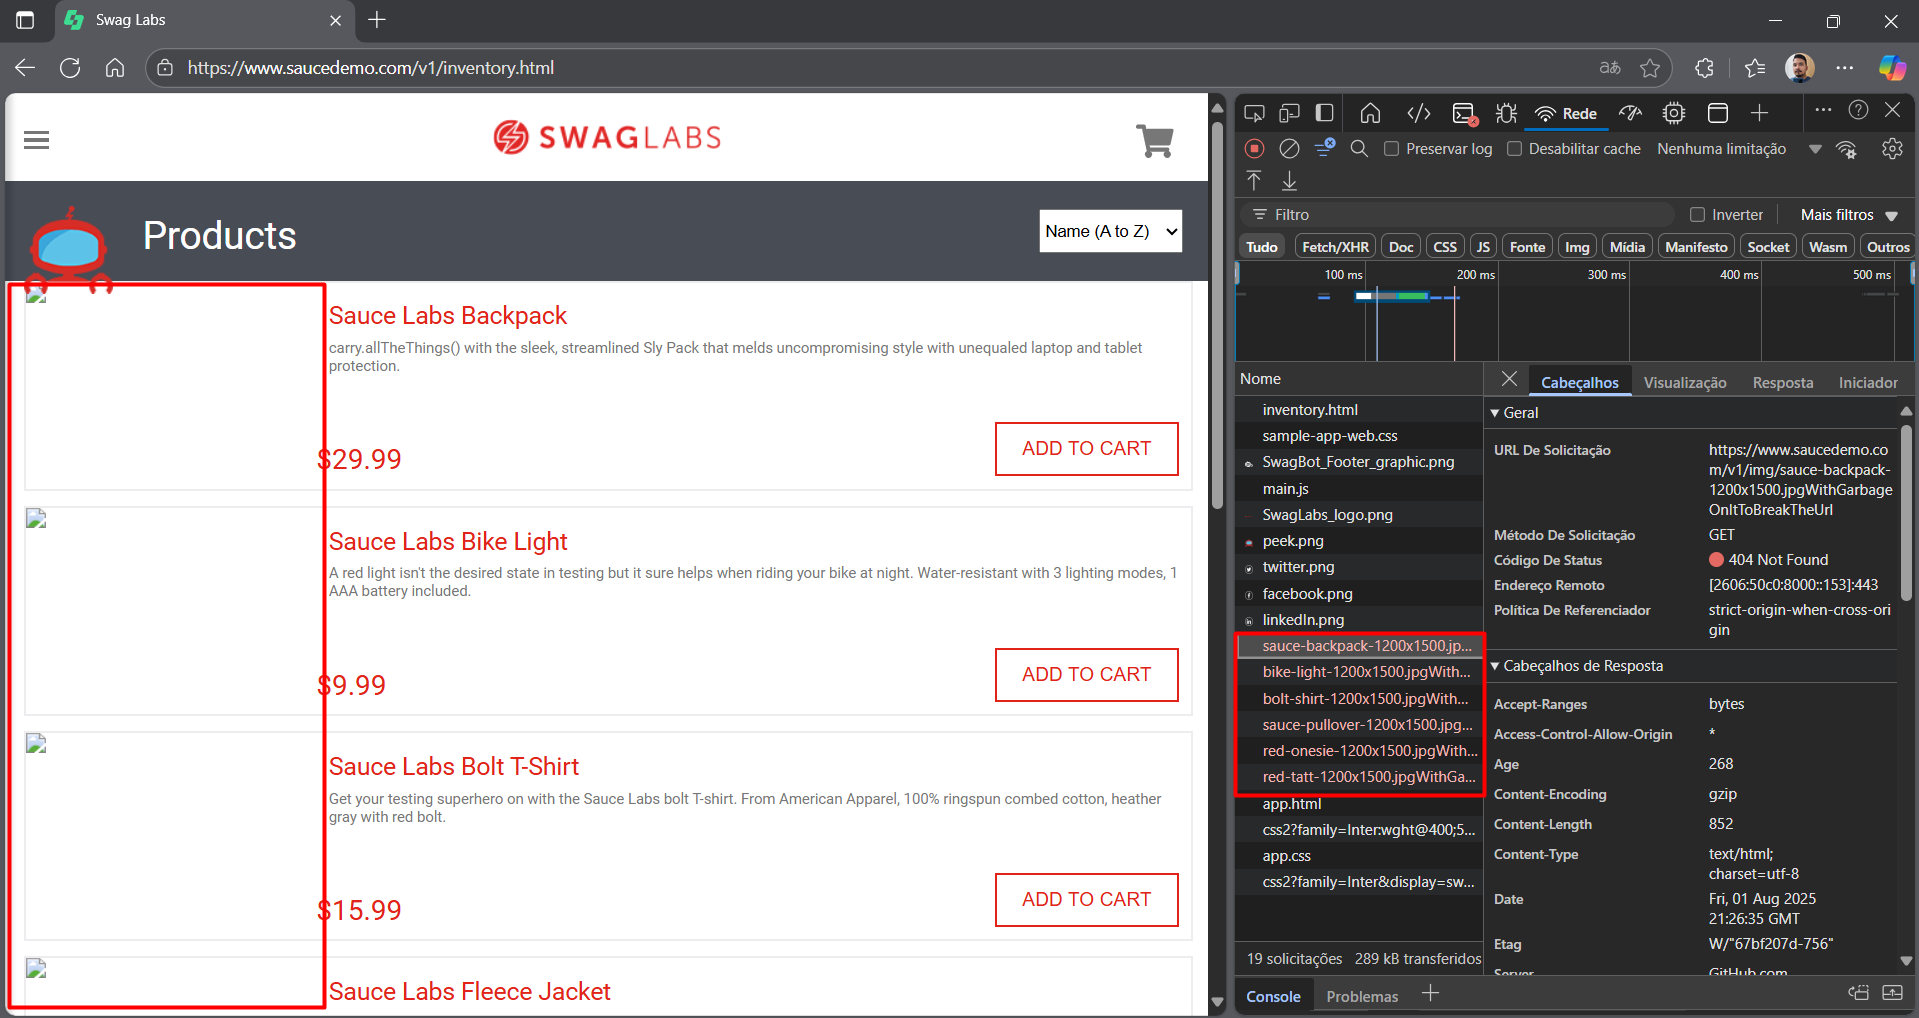 Swag Labs
https://www.saucedemo.com/v1/inventory.html
aあ
SWAGLABS
Products
Name (A to Z)
Sauce Labs Backpack
carry.allTheThings() with the sleek, streamlined Sly Pack that melds uncompromising style with unequaled laptop and tablet
protection.
$29.99
ADD TO CART
Sauce Labs Bike Light
A red light isn't the desired state in testing but it sure helps when riding your bike at night. Water-resistant with 3 lighting modes, 1
AAA battery included.
$9.99
ADD TO CART
Sauce Labs Bolt T-Shirt
Get your testing superhero on with the Sauce Labs bolt T-shirt. From American Apparel, 100% ringspun combed cotton, heather
gray with red bolt.
$15.99
ADD TO CART
Sauce Labs Fleece Jacket
Rede
Preservar log Desabilitar cache Nenhuma limitação
Filtro Inverter Mais filtros
Tudo Fetch/XHR Doc CSS JS Fonte Img Mídia Manifesto Socket Wasm Outros
100 ms 200 ms 300 ms 400 ms 500 ms
Nome
inventory.html
sample-app-web.css
SwagBot_Footer_graphic.png
main.js
SwagLabs_logo.png
peek.png
twitter.png
facebook.png
linkedIn.png
sauce-backpack-1200x1500.jp...
bike-light-1200x1500.jpgWith...
bolt-shirt-1200x1500.jpgWith...
sauce-pullover-1200x1500.jpg...
red-onesie-1200x1500.jpgWith...
red-tatt-1200x1500.jpgWithGa...
app.html
css2?family=Inter:wght@400;5...
app.css
css2?family=Inter&display=sw...
19 solicitações 289 kB transferidos
Cabeçalhos Visualização Resposta Iniciador
Geral
URL De Solicitação https://www.saucedemo.co
m/v1/img/sauce-backpack-
1200x1500.jpgWithGarbage
OnItToBreakTheUrl
Método De Solicitação GET
Código De Status 404 Not Found
Endereço Remoto [2606:50c0:8000::153]:443
Política De Referenciador strict-origin-when-cross-ori
gin
Cabeçalhos de Resposta
Accept-Ranges bytes
Access-Control-Allow-Origin *
Age 268
Content-Encoding gzip
Content-Length 852
Content-Type text/html;
charset=utf-8
Date Fri, 01 Aug 2025
21:26:35 GMT
Etag W/"67bf207d-756"
Server GitHub.com
Console Problemas